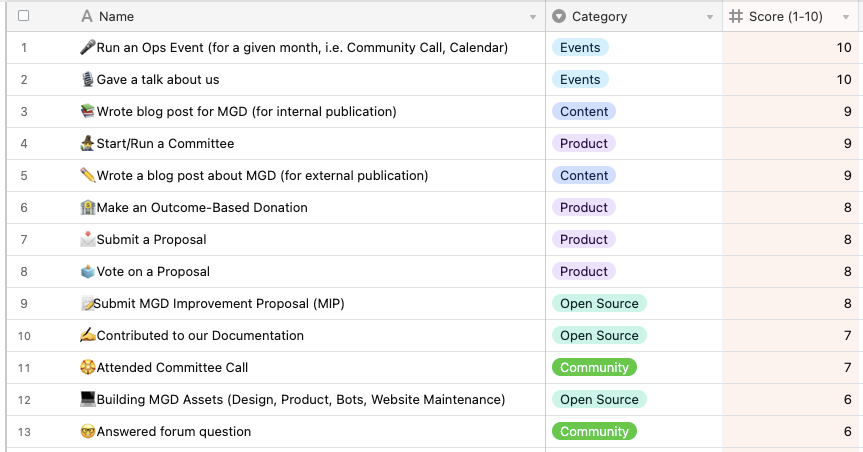 Name Category Score (1-10)
1 🎤Run an Ops Event (for a given month, i.e. Community Call, Calendar) Events 10
2 🎙️Gave a talk about us Events 10
3 📚Wrote blog post for MGD (for internal publication) Content 9
4 🕵️Start/Run a Committee Product 9
5 ✏️Wrote a blog post about MGD (for external publication) Content 9
6 🏦Make an Outcome-Based Donation Product 8
7 📩Submit a Proposal Product 8
8 🗳️Vote on a Proposal Product 8
9 📝Submit MGD Improvement Proposal (MIP) Open Source 8
10 ✍️Contributed to our Documentation Open Source 7
11 🛟Attended Committee Call Community 7
12 💻Building MGD Assets (Design, Product, Bots, Website Maintenance) Open Source 6
13 🤓Answered forum question Community 6